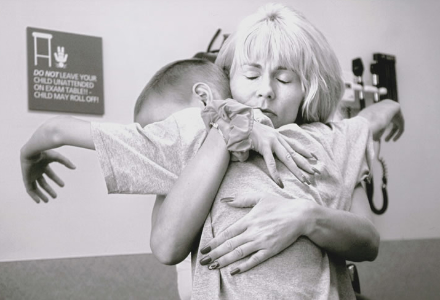 DO NOT LEAVE YOUR
CHILD UNATTENDED
ON EXAM TABLE!! -
CHILD MAY ROLL OFF!